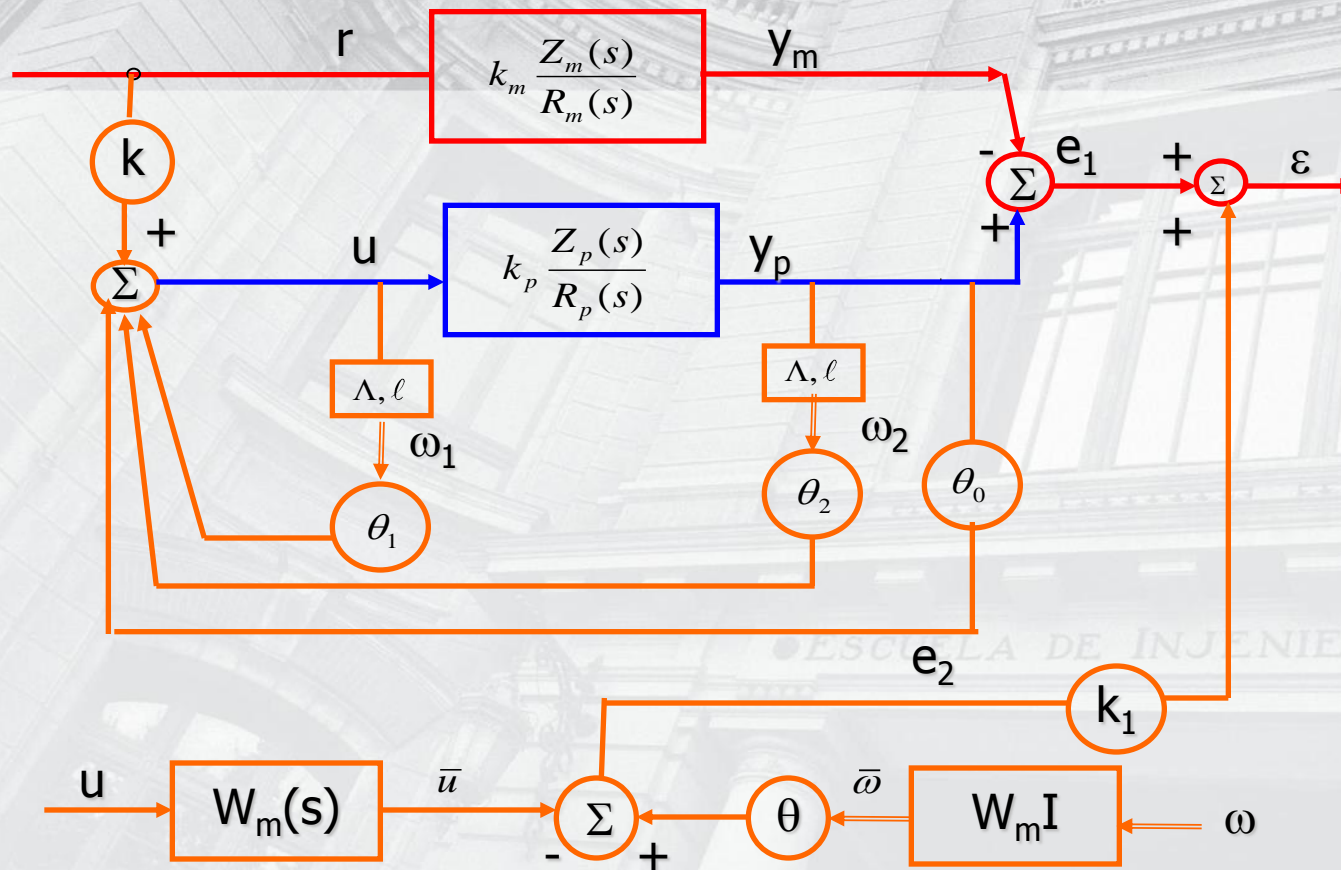 r
k_m Z_m(s) / R_m(s)
y_m
k
+
Σ
u
k_p Z_p(s) / R_p(s)
y_p
-
Σ
+
e_1
+
Σ
+
ε
Λ, ℓ
ω_1
θ_1
Λ, ℓ
ω_2
θ_2
θ_0
ESCUELA DE INJENIE
e_2
k_1
u
W_m(s)
u̅
Σ
-
+
θ
ω̅
W_mI
ω